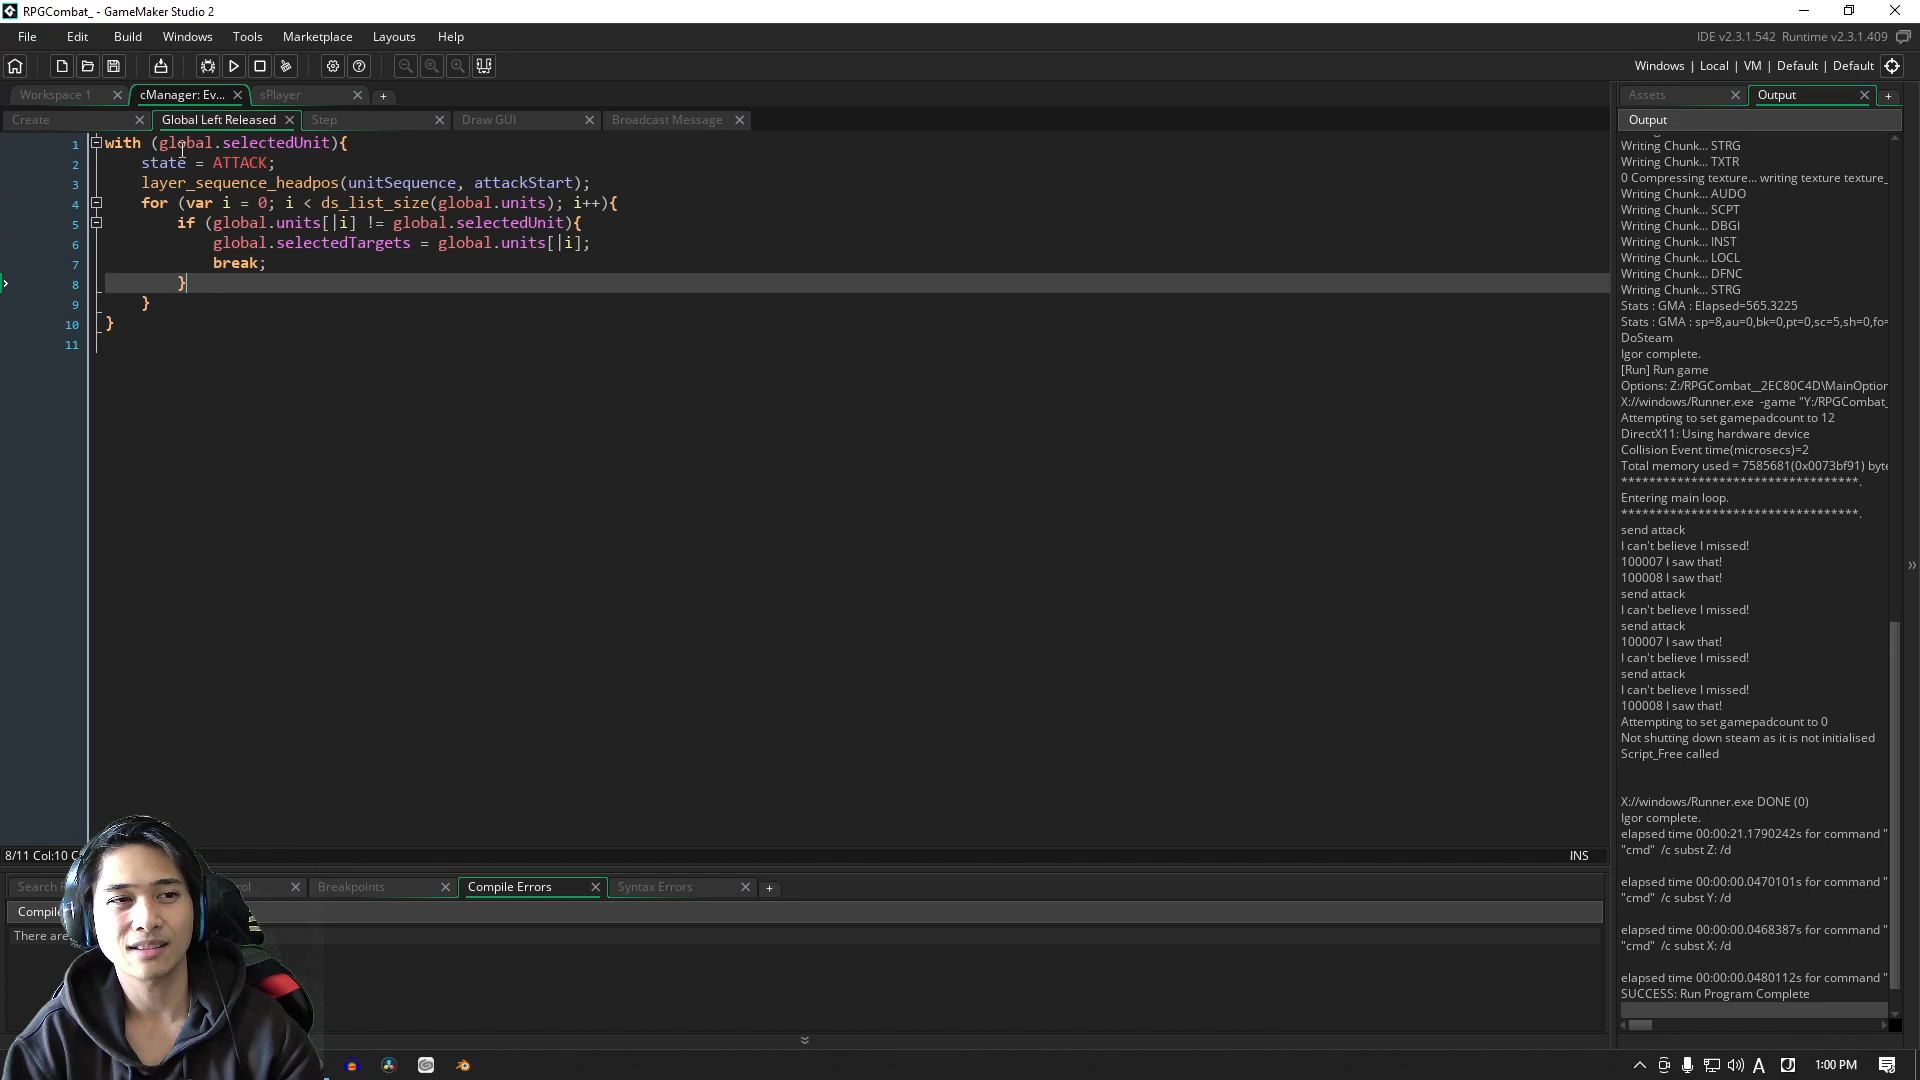 RPGCombat_ - GameMaker Studio 2
File Edit Build Windows Tools Marketplace Layouts Help
IDE v2.3.1.542 Runtime v2.3.1.409
Windows | Local | VM | Default | Default
Workspace 1 cManager: Ev... sPlayer
Create Global Left Released Step Draw GUI Broadcast Message
1 with (global.selectedUnit){
2 state = ATTACK;
3 layer_sequence_headpos(unitSequence, attackStart);
4 for (var i = 0; i < ds_list_size(global.units); i++){
5 if (global.units[|i] != global.selectedUnit){
6 global.selectedTargets = global.units[|i];
7 break;
8 }
9 }
10 }
11
8/11 Col:10
INS
Search
Breakpoints Compile Errors Syntax Errors
There are
Assets Output
Output
Writing Chunk... STRG
Writing Chunk... TXTR
0 Compressing texture... writing texture texture_
Writing Chunk... AUDO
Writing Chunk... SCPT
Writing Chunk... DBGI
Writing Chunk... INST
Writing Chunk... LOCL
Writing Chunk... DFNC
Writing Chunk... STRG
Stats : GMA : Elapsed=565.3225
Stats : GMA : sp=8,au=0,bk=0,pt=0,sc=5,sh=0,fo=
DoSteam
Igor complete.
[Run] Run game
Options: Z:/RPGCombat__2EC80C4D\MainOption
X://windows/Runner.exe -game "Y:/RPGCombat_
Attempting to set gamepadcount to 12
DirectX11: Using hardware device
Collision Event time(microsecs)=2
Total memory used = 7585681(0x0073bf91) byte
**********************************.
Entering main loop.
**********************************.
send attack
I can't believe I missed!
100007 I saw that!
100008 I saw that!
send attack
I can't believe I missed!
send attack
100007 I saw that!
I can't believe I missed!
send attack
I can't believe I missed!
100008 I saw that!
Attempting to set gamepadcount to 0
Not shutting down steam as it is not initialised
Script_Free called
X://windows/Runner.exe DONE (0)
Igor complete.
elapsed time 00:00:21.1790242s for command "
"cmd" /c subst Z: /d
elapsed time 00:00:00.0470101s for command "
"cmd" /c subst Y: /d
elapsed time 00:00:00.0468387s for command "
"cmd" /c subst X: /d
elapsed time 00:00:00.0480112s for command "
SUCCESS: Run Program Complete
A 1:00 PM